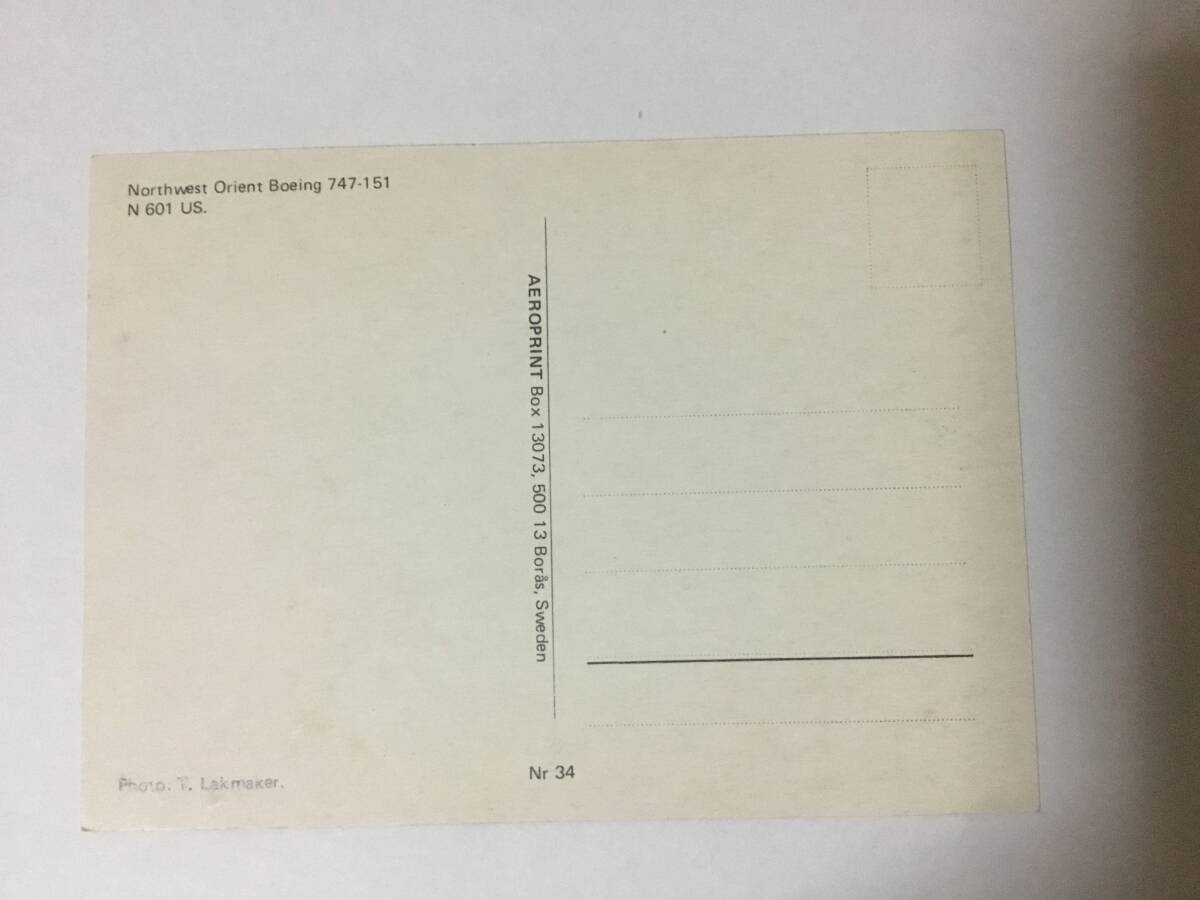 Northwest Orient Boeing 747-151
N 601 US.
AEROPRINT Box 13073, 500 13 Borås, Sweden
Photo. T. Lakmaker.
Nr 34